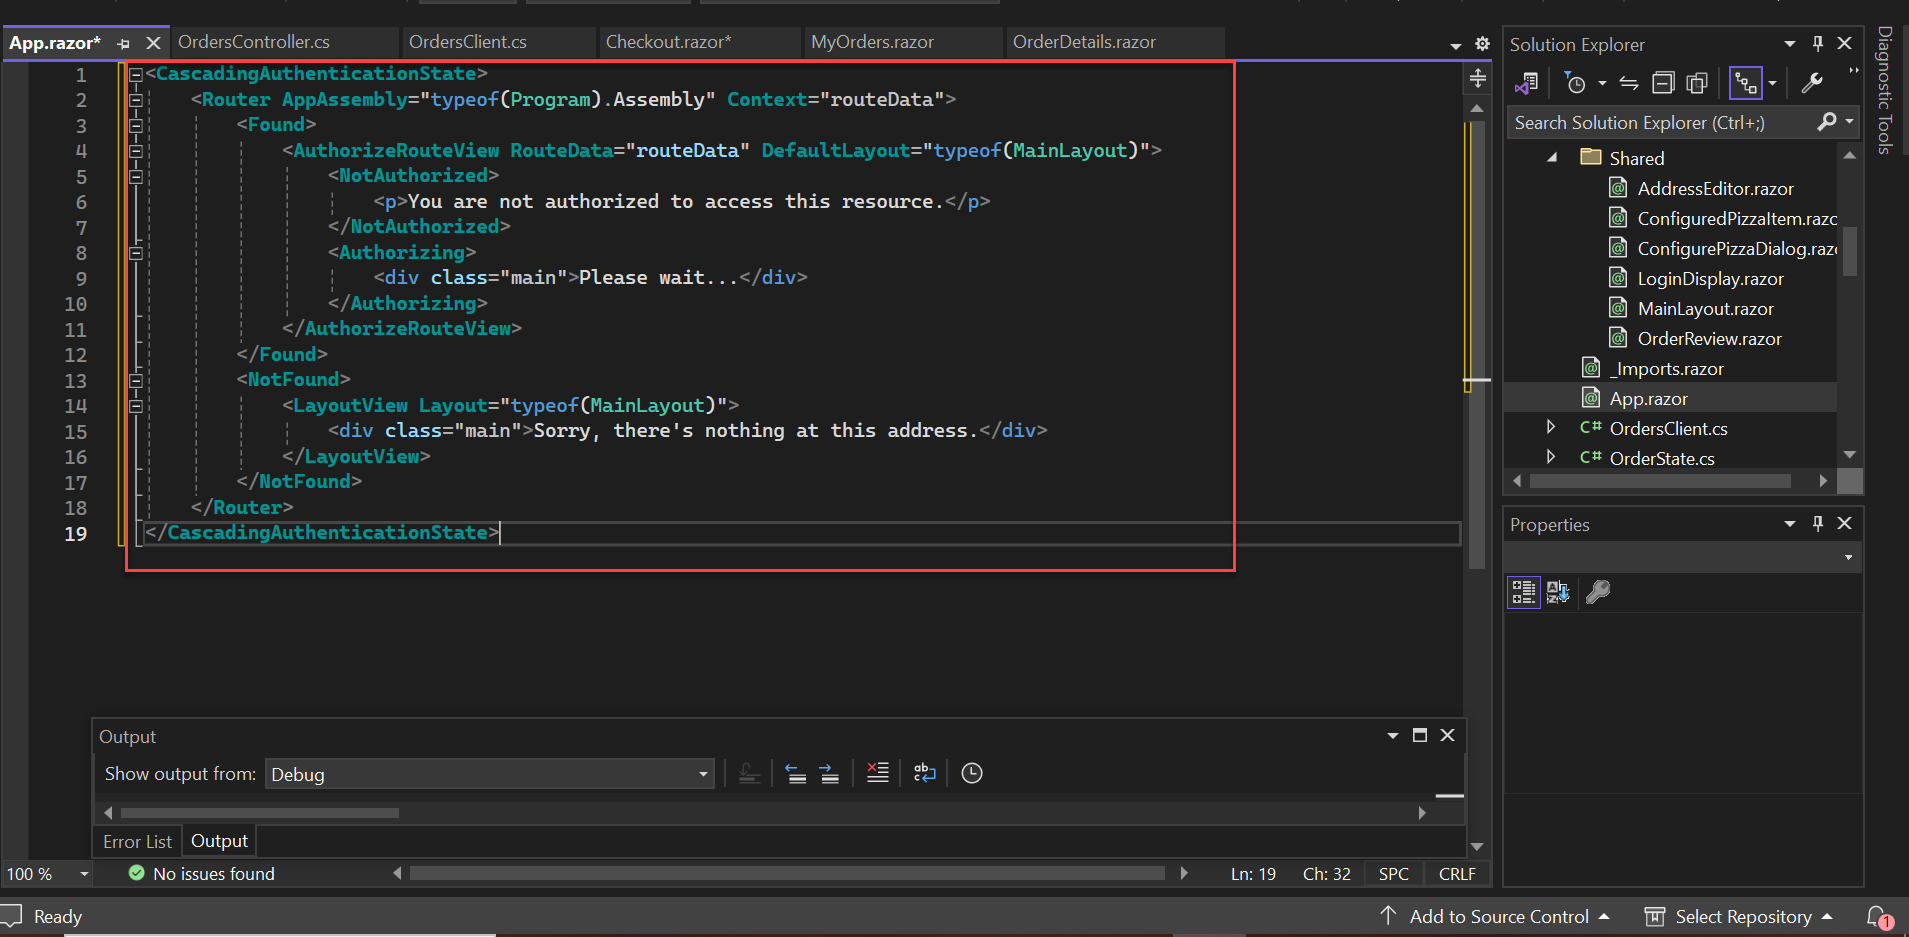 App.razor*
OrdersController.cs
OrdersClient.cs
Checkout.razor*
MyOrders.razor
OrderDetails.razor
1 <CascadingAuthenticationState>
2 <Router AppAssembly="typeof(Program).Assembly" Context="routeData">
3 <Found>
4 <AuthorizeRouteView RouteData="routeData" DefaultLayout="typeof(MainLayout)">
5 <NotAuthorized>
6 <p>You are not authorized to access this resource.</p>
7 </NotAuthorized>
8 <Authorizing>
9 <div class="main">Please wait...</div>
10 </Authorizing>
11 </AuthorizeRouteView>
12 </Found>
13 <NotFound>
14 <LayoutView Layout="typeof(MainLayout)">
15 <div class="main">Sorry, there's nothing at this address.</div>
16 </LayoutView>
17 </NotFound>
18 </Router>
19 </CascadingAuthenticationState>
Solution Explorer
Search Solution Explorer (Ctrl+;)
Shared
AddressEditor.razor
ConfiguredPizzaItem.razo
ConfigurePizzaDialog.razo
LoginDisplay.razor
MainLayout.razor
OrderReview.razor
_Imports.razor
App.razor
C# OrdersClient.cs
C# OrderState.cs
Diagnostic Tools
Properties
Output
Show output from: Debug
Error List
Output
100 %
No issues found
Ln: 19
Ch: 32
SPC
CRLF
Ready
Add to Source Control
Select Repository
1